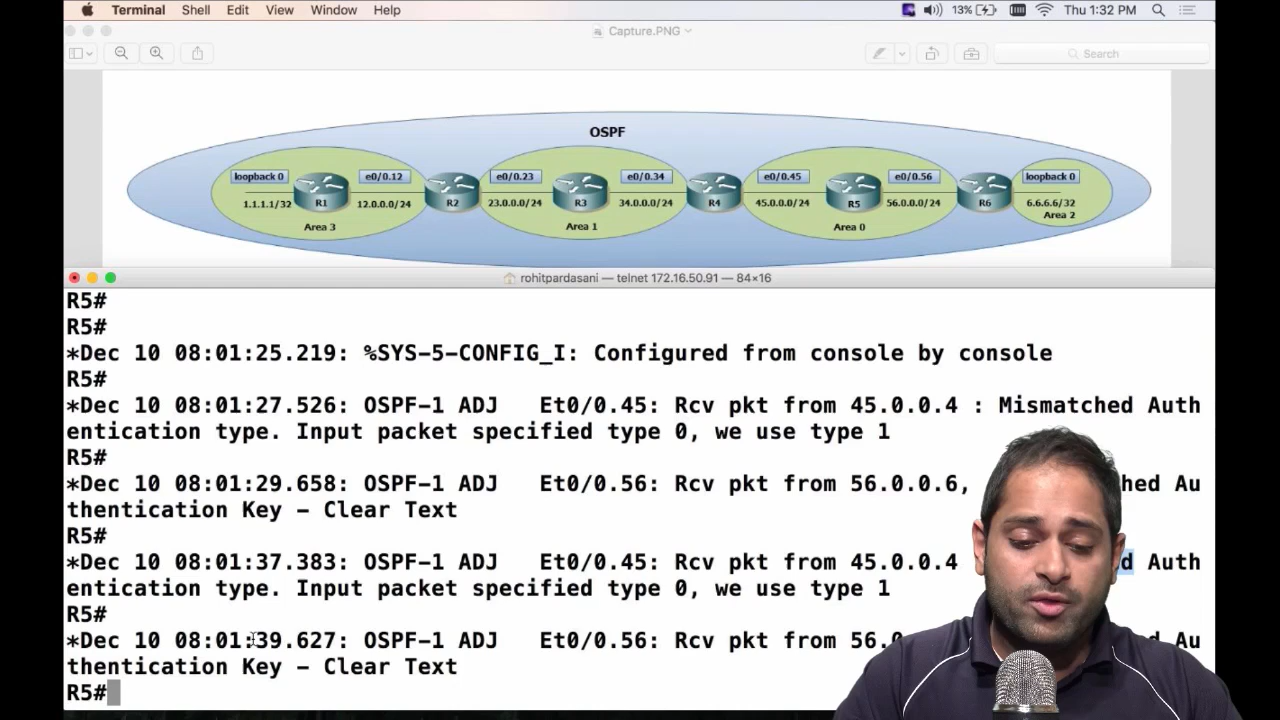 Terminal Shell Edit View Window Help 13% Thu 1:32 PM
Capture.PNG
Search
OSPF
loopback 0 e0/0.12 e0/0.23 e0/0.34 e0/0.45 e0/0.56 loopback 0
R1 R2 R3 R4 R5 R6
1.1.1.1/32 12.0.0.0/24 23.0.0.0/24 34.0.0.0/24 45.0.0.0/24 56.0.0.0/24 6.6.6.6/32
Area 3 Area 1 Area 0 Area 2
rohitpardasani — telnet 172.16.50.91 — 84×16
R5#
R5#
*Dec 10 08:01:25.219: %SYS-5-CONFIG_I: Configured from console by console
R5#
*Dec 10 08:01:27.526: OSPF-1 ADJ Et0/0.45: Rcv pkt from 45.0.0.4 : Mismatched Auth
entication type. Input packet specified type 0, we use type 1
R5#
*Dec 10 08:01:29.658: OSPF-1 ADJ Et0/0.56: Rcv pkt from 56.0.0.6, hed Au
thentication Key - Clear Text
R5#
*Dec 10 08:01:37.383: OSPF-1 ADJ Et0/0.45: Rcv pkt from 45.0.0.4 d Auth
entication type. Input packet specified type 0, we use type 1
R5#
*Dec 10 08:01:39.627: OSPF-1 ADJ Et0/0.56: Rcv pkt from 56.0 d Au
thentication Key - Clear Text
R5#